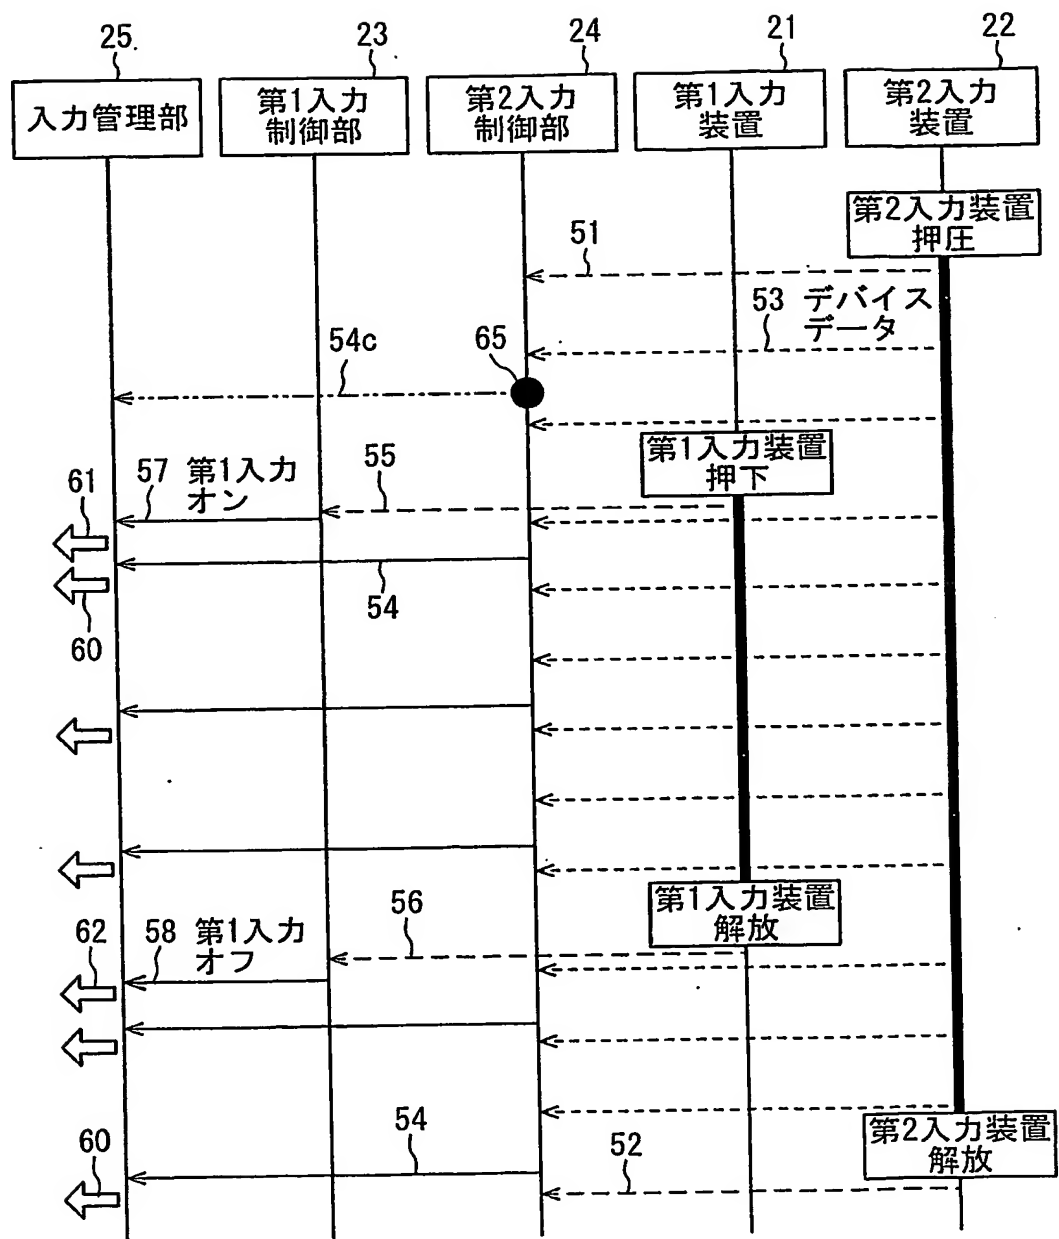 25.
23
24
21
22
入力管理部
第1入力
制御部
第2入力
制御部
第1入力
装置
第2入力
装置
第2入力装置
押圧
51
53 デバイス
データ
54c
65
第1入力装置
押下
55
57 第1入力
オン
61
54
60
第1入力装置
解放
56
58 第1入力
オフ
62
第2入力装置
解放
54
52
60